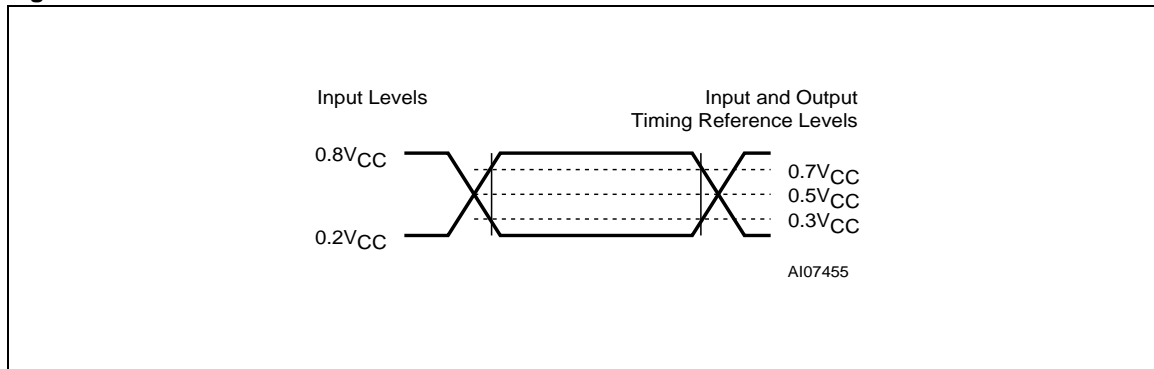 Input Levels
Input and Output
Timing Reference Levels
0.8VCC
0.7VCC
0.5VCC
0.3VCC
0.2VCC
AI07455